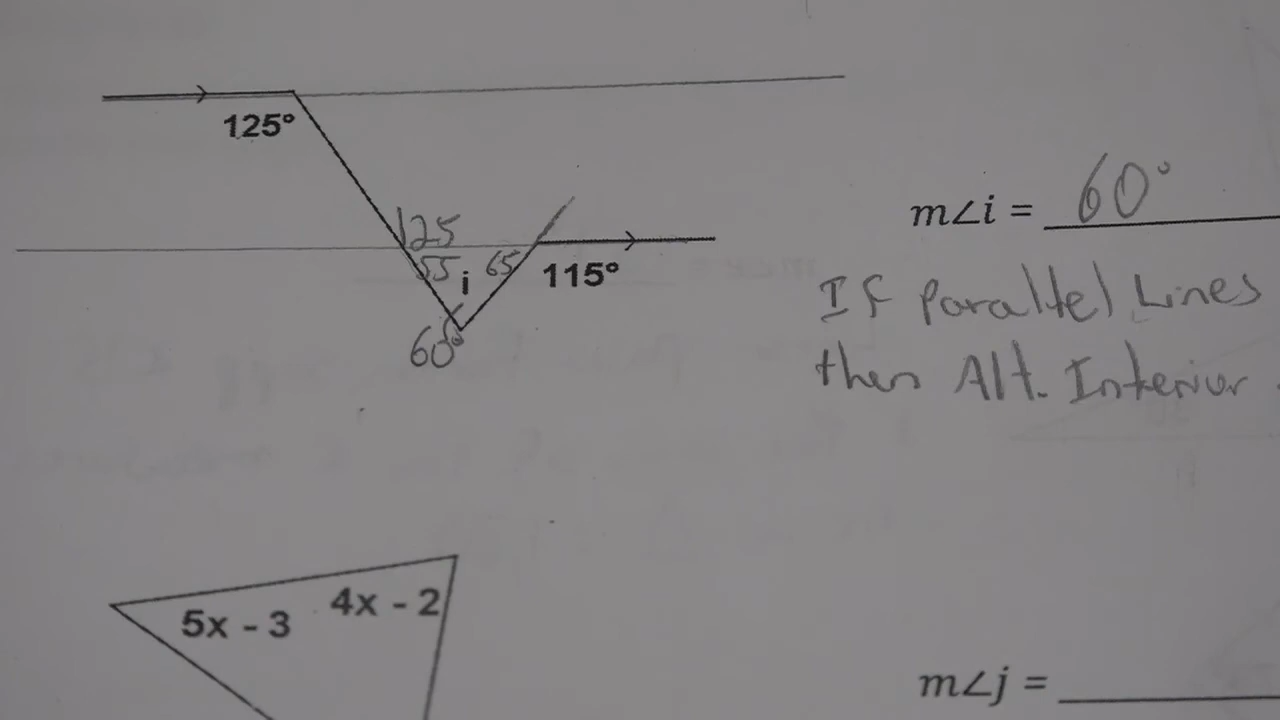 125°
125
55 i 65 115°
60°
m∠i = 60°
If Parallel Lines
then Alt. Interior
5x - 3 4x - 2
m∠j =